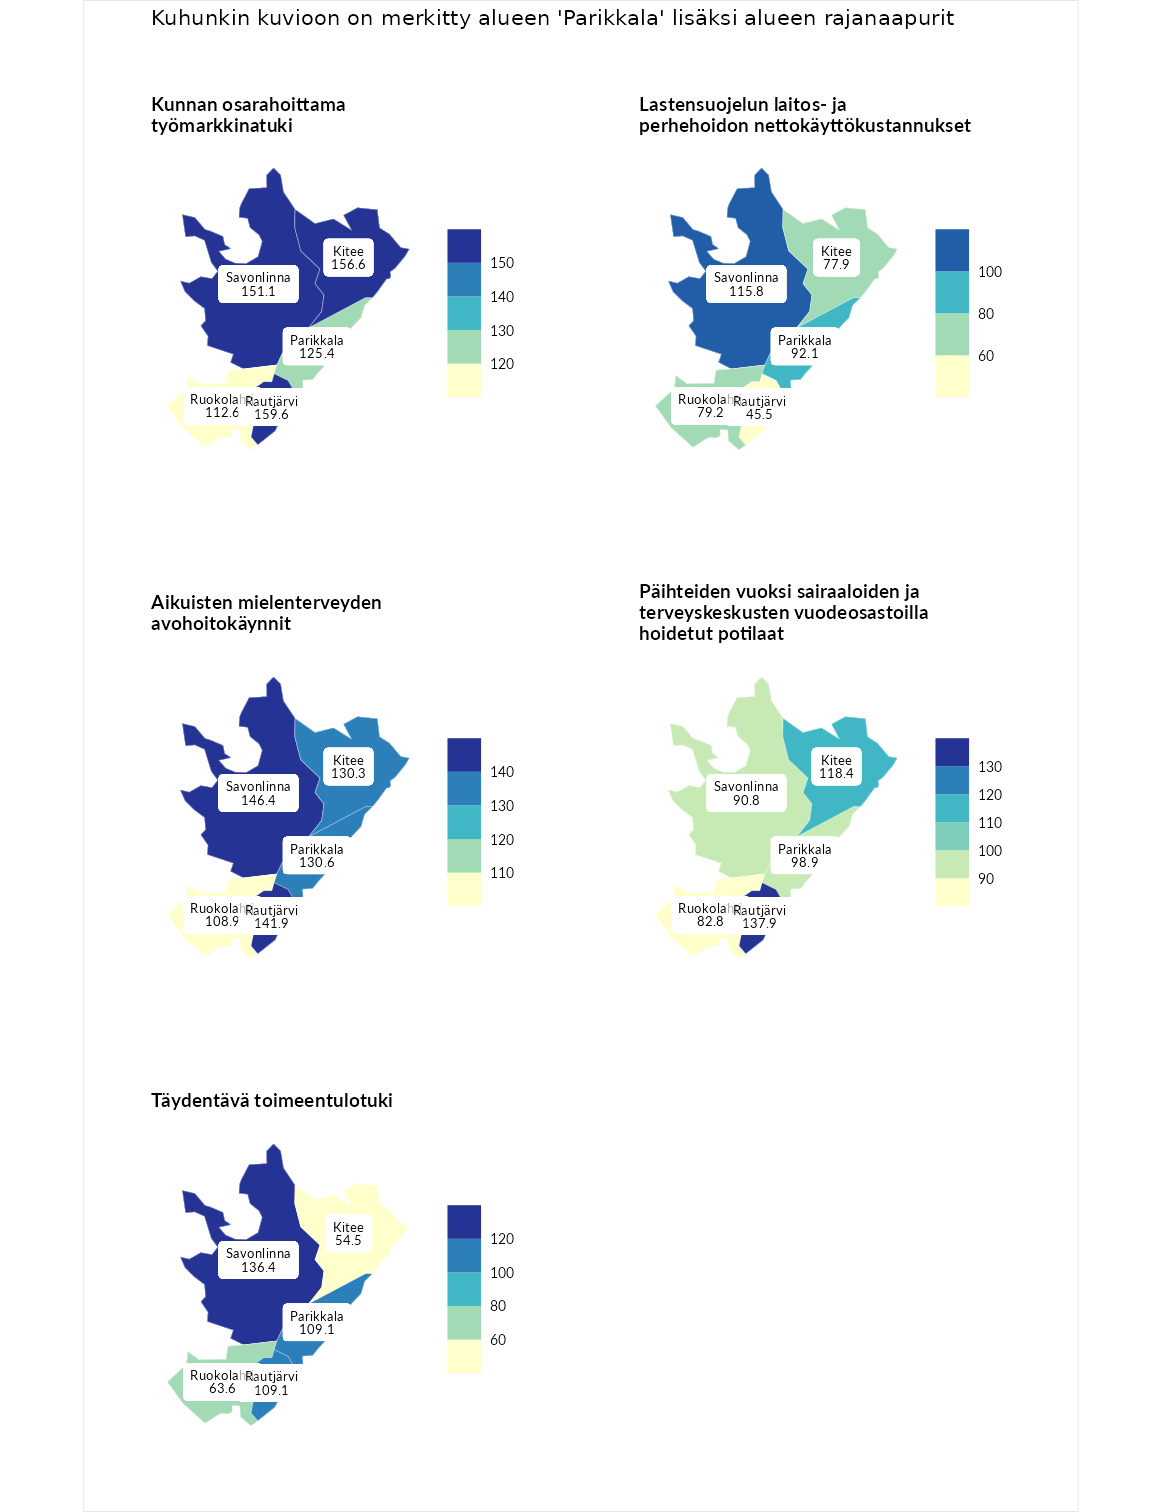 Kuhunkin kuvioon on merkitty alueen 'Parikkala' lisäksi alueen rajanaapurit
Kunnan osarahoittama
työmarkkinatuki
Kitee
156.6
Savonlinna
151.1
Parikkala
125.4
Ruokolah
112.6
Rautjärvi
159.6
150
140
130
120
Lastensuojelun laitos- ja
perhehoidon nettokäyttökustannukset
Kitee
77.9
Savonlinna
115.8
Parikkala
92.1
Ruokolah
79.2
Rautjärvi
45.5
100
80
60
Aikuisten mielenterveyden
avohoitokäynnit
Kitee
130.3
Savonlinna
146.4
Parikkala
130.6
Ruokolah
108.9
Rautjärvi
141.9
140
130
120
110
Päihteiden vuoksi sairaaloiden ja
terveyskeskusten vuodeosastoilla
hoidetut potilaat
Kitee
118.4
Savonlinna
90.8
Parikkala
98.9
Ruokolah
82.8
Rautjärvi
137.9
130
120
110
100
90
Täydentävä toimeentulotuki
Kitee
54.5
Savonlinna
136.4
Parikkala
109.1
Ruokolah
63.6
Rautjärvi
109.1
120
100
80
60